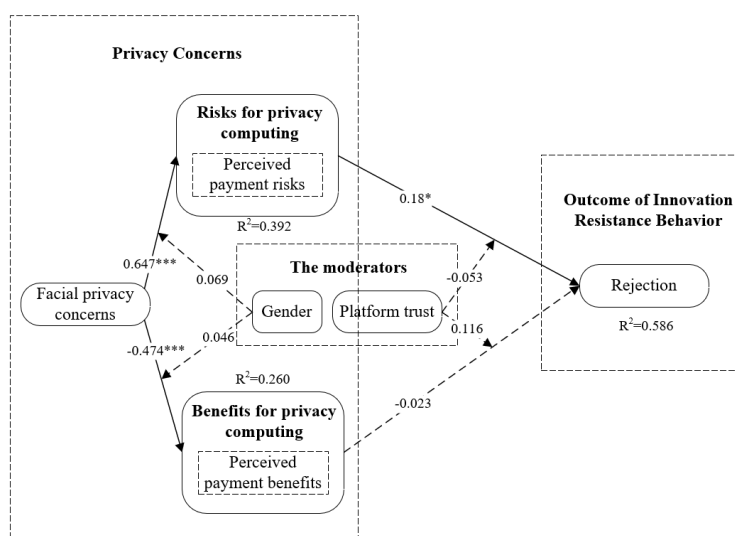 Privacy Concerns
Risks for privacy
computing
Perceived
payment risks
R²=0.392
0.18*
Outcome of Innovation
Resistance Behavior
0.647***
The moderators
-0.053
0.069
Facial privacy
concerns
Gender
Platform trust
Rejection
0.046
0.116
R²=0.586
-0.474***
R²=0.260
-0.023
Benefits for privacy
computing
Perceived
payment benefits